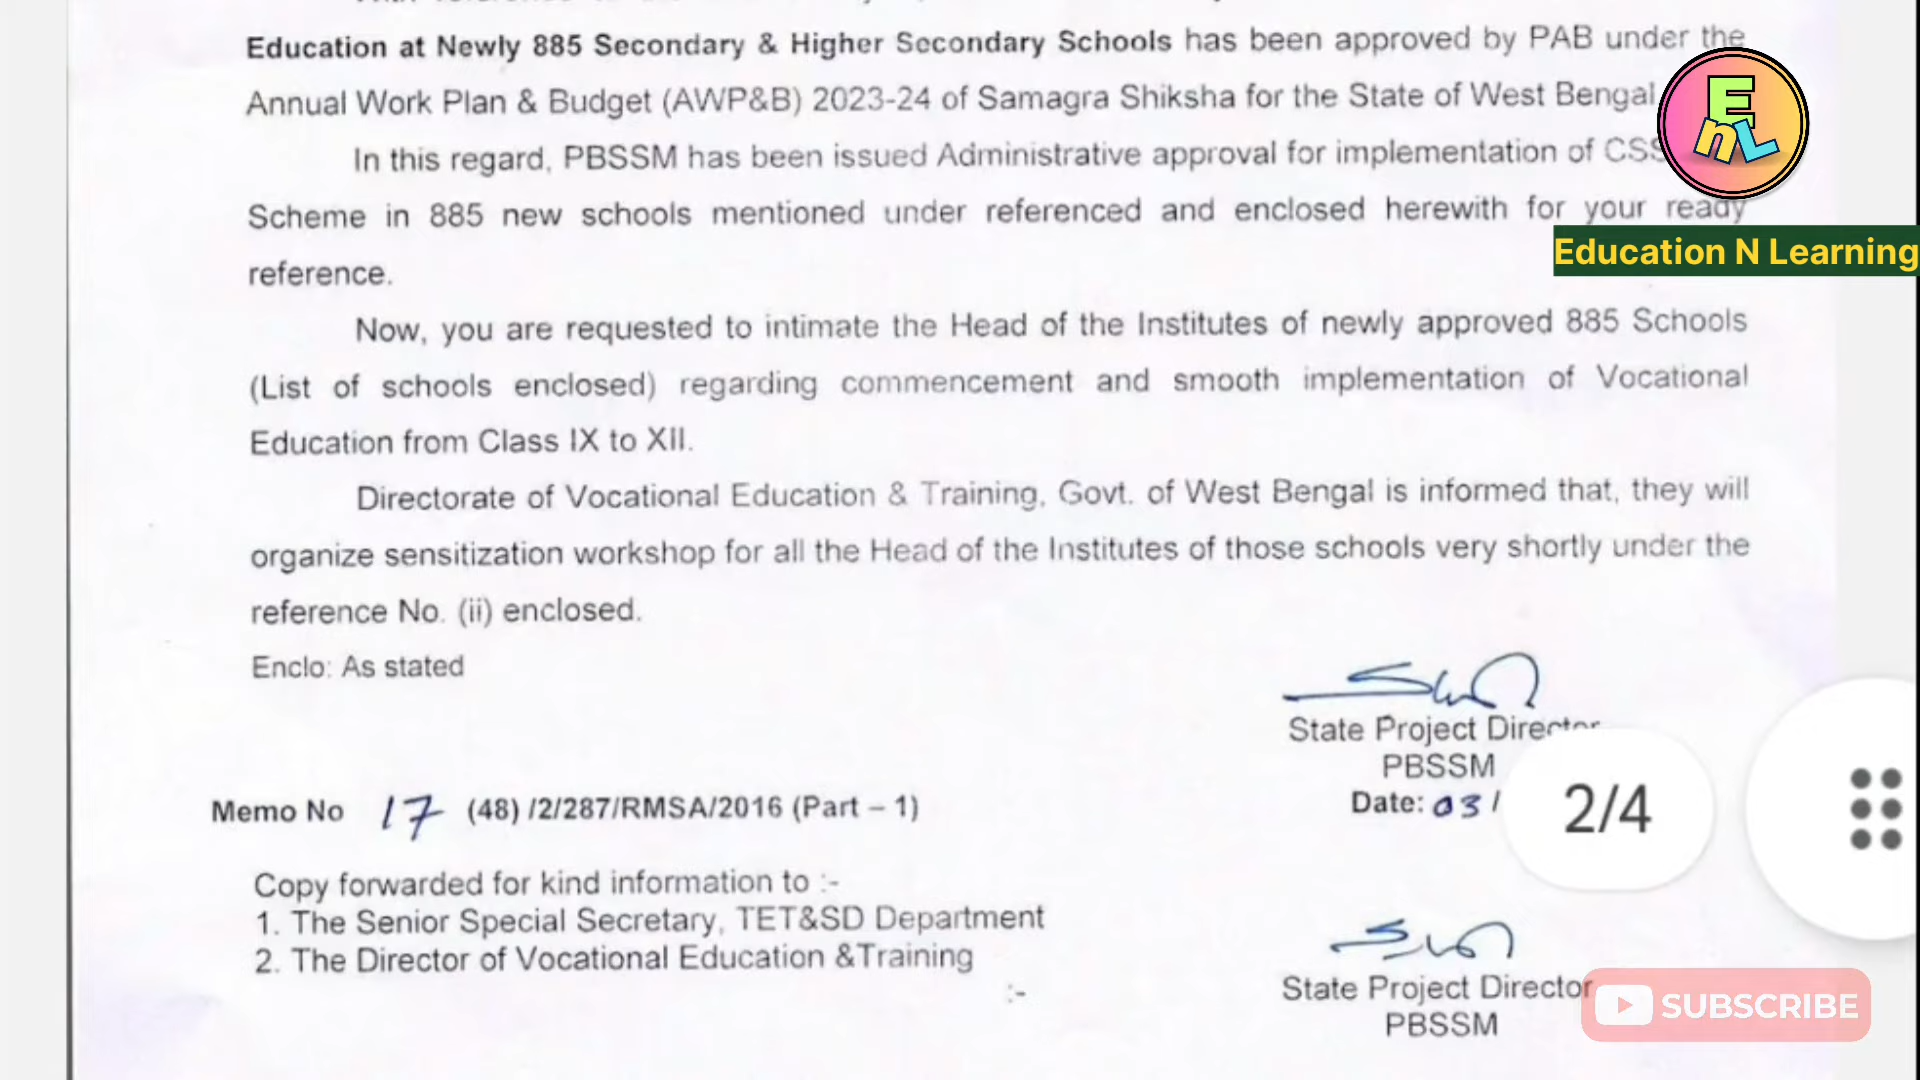 Education at Newly 885 Secondary & Higher Secondary Schools has been approved by PAB under the
Annual Work Plan & Budget (AWP&B) 2023-24 of Samagra Shiksha for the State of West Bengal
In this regard, PBSSM has been issued Administrative approval for implementation of CSS
Scheme in 885 new schools mentioned under referenced and enclosed herewith for your ready
reference.
Now, you are requested to intimate the Head of the Institutes of newly approved 885 Schools
(List of schools enclosed) regarding commencement and smooth implementation of Vocational
Education from Class IX to XII.
Directorate of Vocational Education & Training, Govt. of West Bengal is informed that, they will
organize sensitization workshop for all the Head of the Institutes of those schools very shortly under the
reference No. (ii) enclosed.
Enclo: As stated
State Project Director
PBSSM
Date: 03/
Memo No 17 (48) /2/287/RMSA/2016 (Part – 1)
Copy forwarded for kind information to :-
1. The Senior Special Secretary, TET&SD Department
2. The Director of Vocational Education &Training
:-
State Project Director
PBSSM
EnL
Education N Learning
2/4
SUBSCRIBE